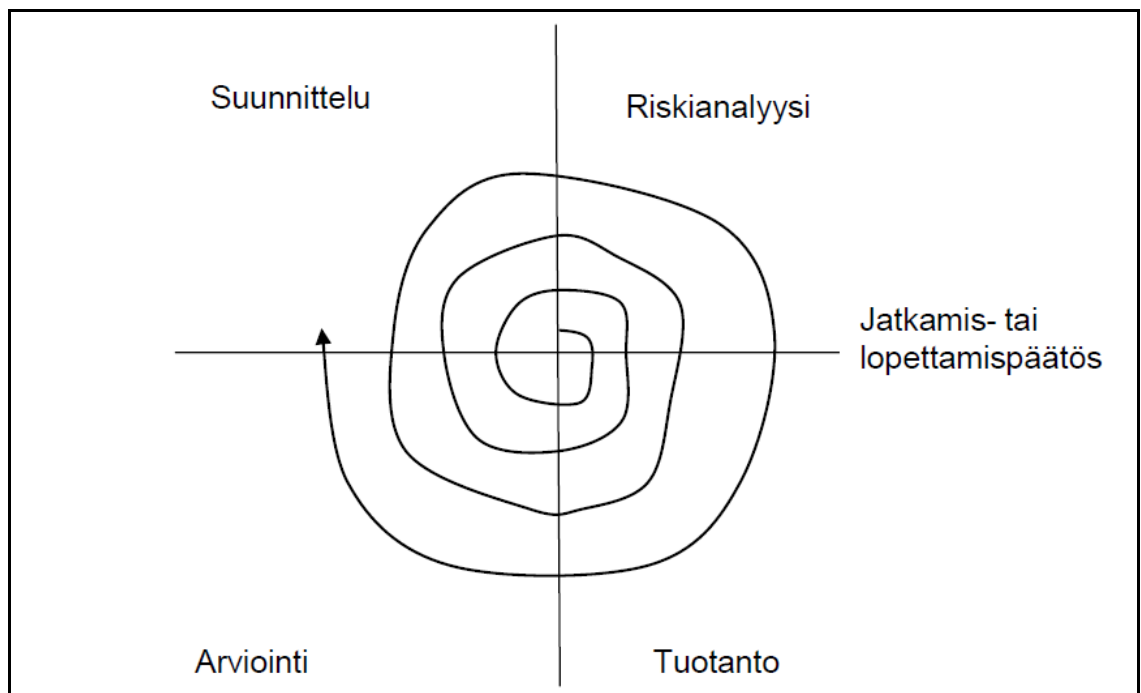 Suunnittelu
Riskianalyysi
Jatkamis- tai
lopettamispäätös
Arviointi
Tuotanto